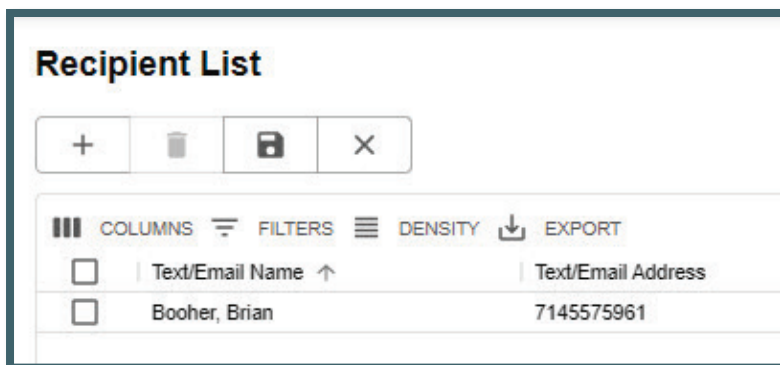 Recipient List
COLUMNS FILTERS DENSITY EXPORT
Text/Email Name Text/Email Address
Booher, Brian 7145575961